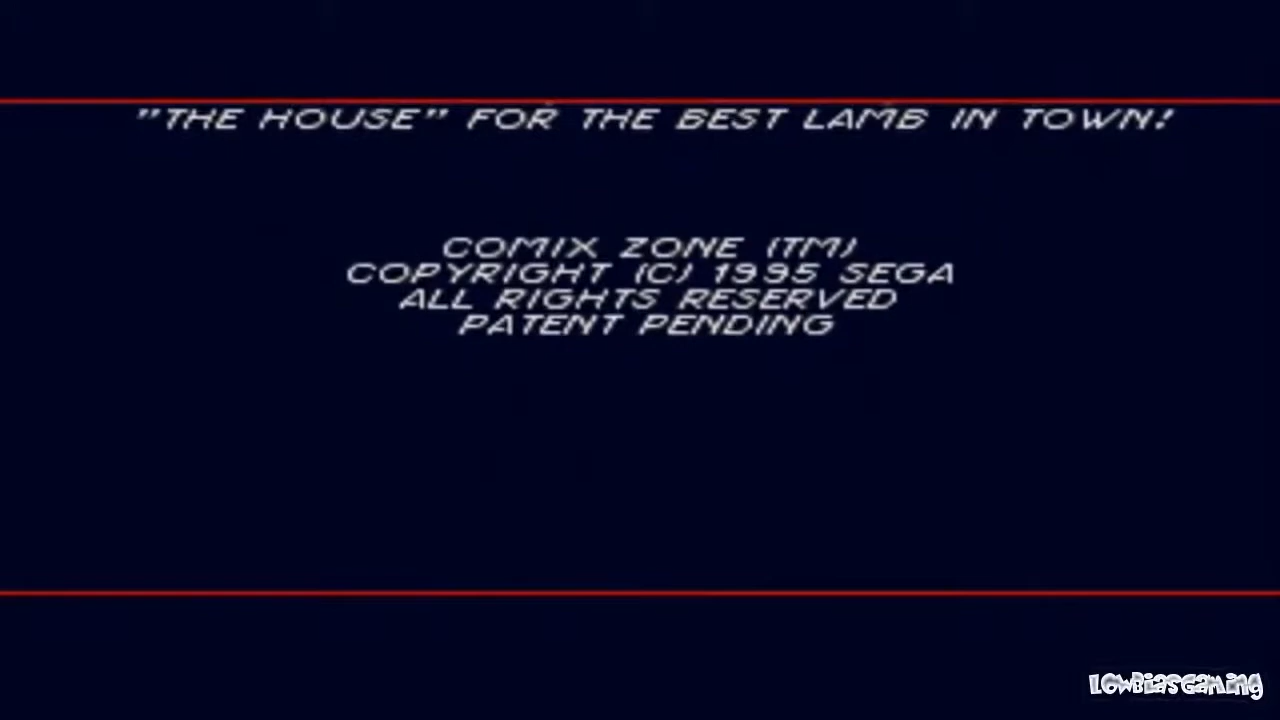 "THE HOUSE" FOR THE BEST LAMB IN TOWN!
COMIX ZONE (TM)
COPYRIGHT (C) 1995 SEGA
ALL RIGHTS RESERVED
PATENT PENDING
LowBiasGaming